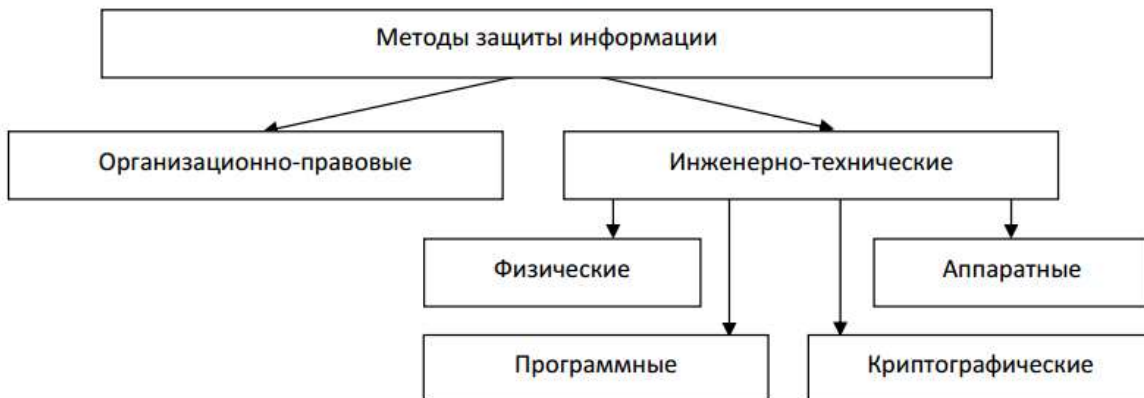 Методы защиты информации
Организационно-правовые
Инженерно-технические
Физические
Аппаратные
Программные
Криптографические